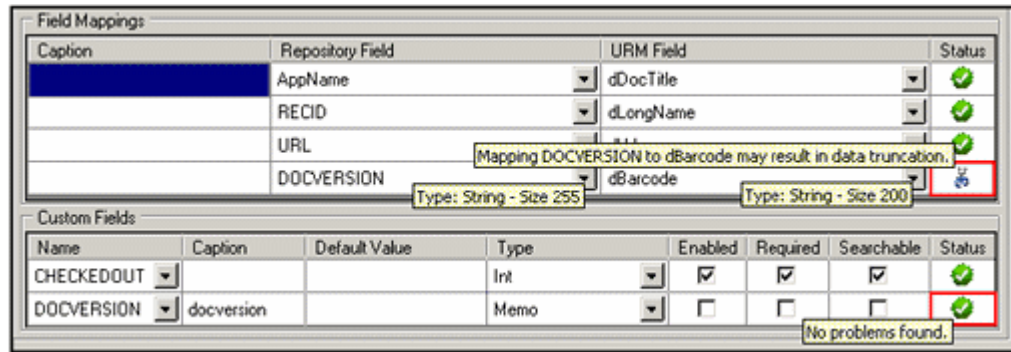 Field Mappings
Caption Repository Field URM Field Status
AppName dDocTitle
RECID dLongName
URL
Mapping DOCVERSION to dBarcode may result in data truncation.
DOCVERSION dBarcode
Type: String - Size 255 Type: String - Size 200
Custom Fields
Name Caption Default Value Type Enabled Required Searchable Status
CHECKEDOUT Int
DOCVERSION docversion Memo
No problems found.